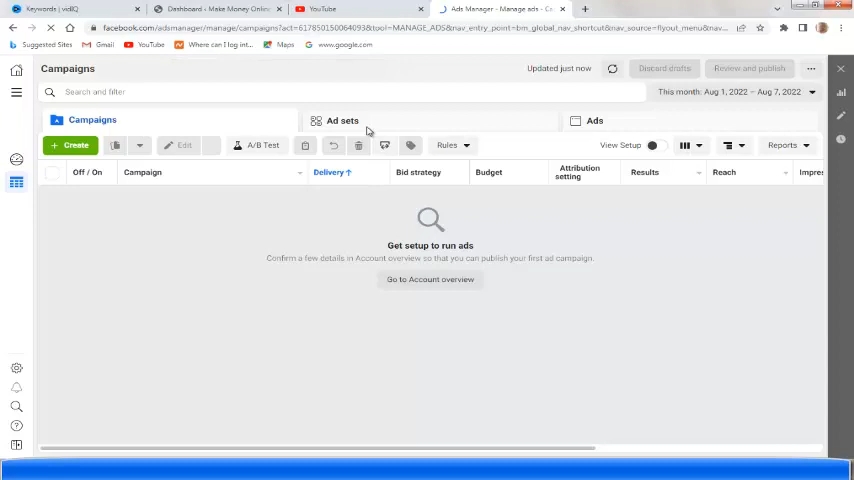 Keywords | vidIQ
Dashboard - Make Money Online
YouTube
Ads Manager - Manage ads - Ca
facebook.com/adsmanager/manage/campaigns?act=617850150064093&tool=MANAGE_ADS&nav_entry_point=bm_global_nav_shortcut&nav_source=flyout_menu&nav_id=
Suggested Sites
Gmail
YouTube
Where can I log int...
Maps
www.google.com
Campaigns
Updated just now
Discard drafts
Review and publish
Search and filter
This month: Aug 1, 2022 – Aug 7, 2022
Campaigns
Ad sets
Ads
+ Create
Edit
A/B Test
Rules
View Setup
Reports
Off / On
Campaign
Delivery ↑
Bid strategy
Budget
Attribution
setting
Results
Reach
Impres
Get setup to run ads
Confirm a few details in Account overview so that you can publish your first ad campaign.
Go to Account overview